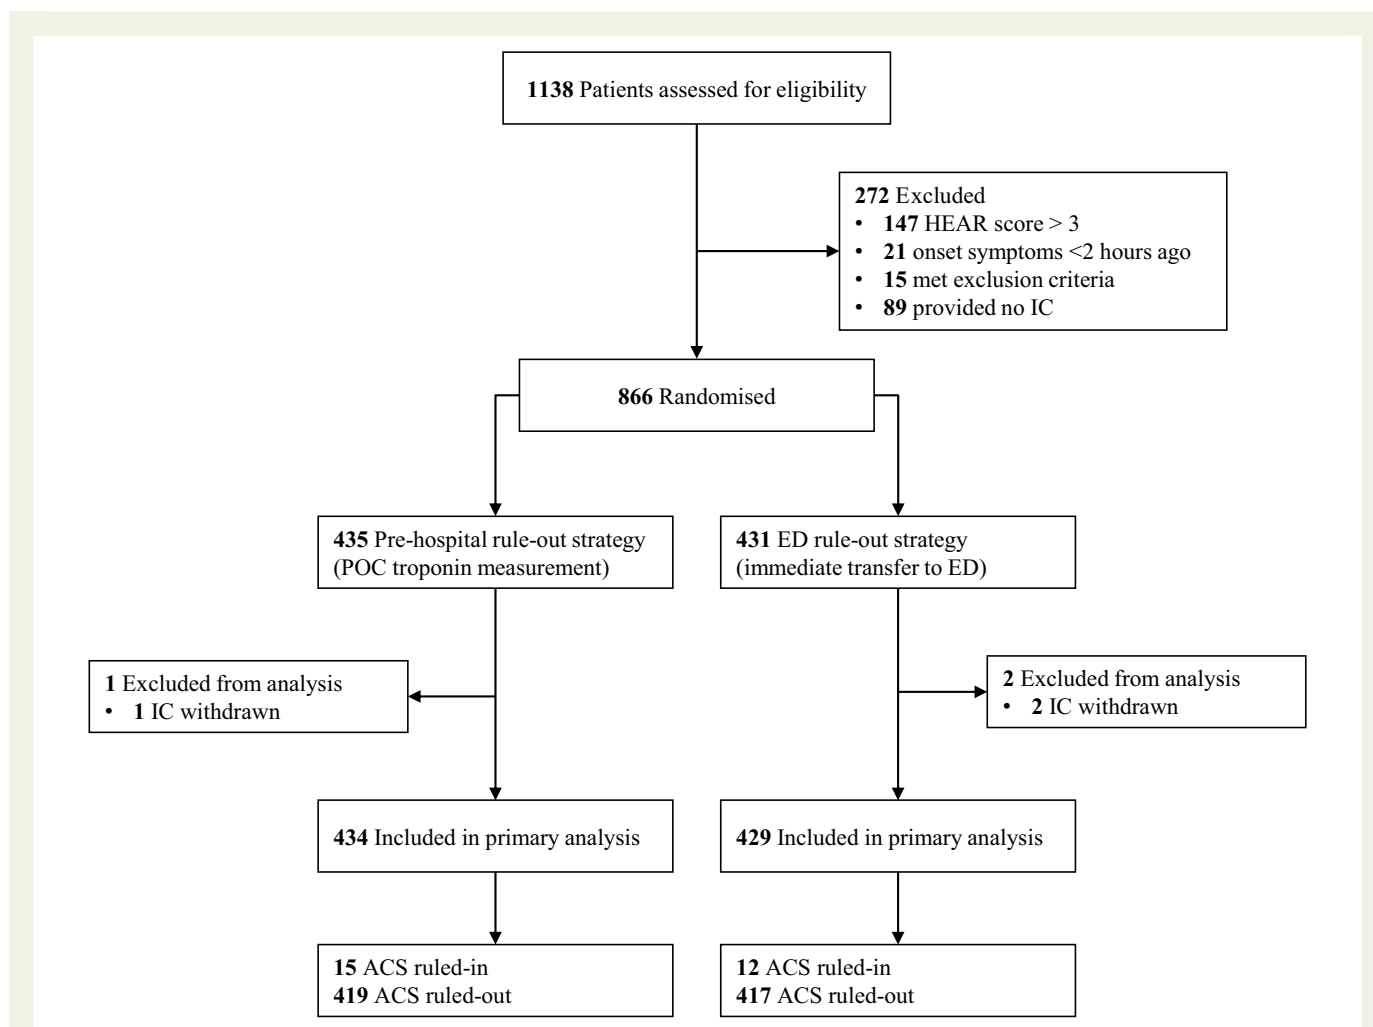 1138 Patients assessed for eligibility
272 Excluded
• 147 HEAR score > 3
• 21 onset symptoms <2 hours ago
• 15 met exclusion criteria
• 89 provided no IC
866 Randomised
435 Pre-hospital rule-out strategy
(POC troponin measurement)
431 ED rule-out strategy
(immediate transfer to ED)
1 Excluded from analysis
• 1 IC withdrawn
2 Excluded from analysis
• 2 IC withdrawn
434 Included in primary analysis
429 Included in primary analysis
15 ACS ruled-in
419 ACS ruled-out
12 ACS ruled-in
417 ACS ruled-out